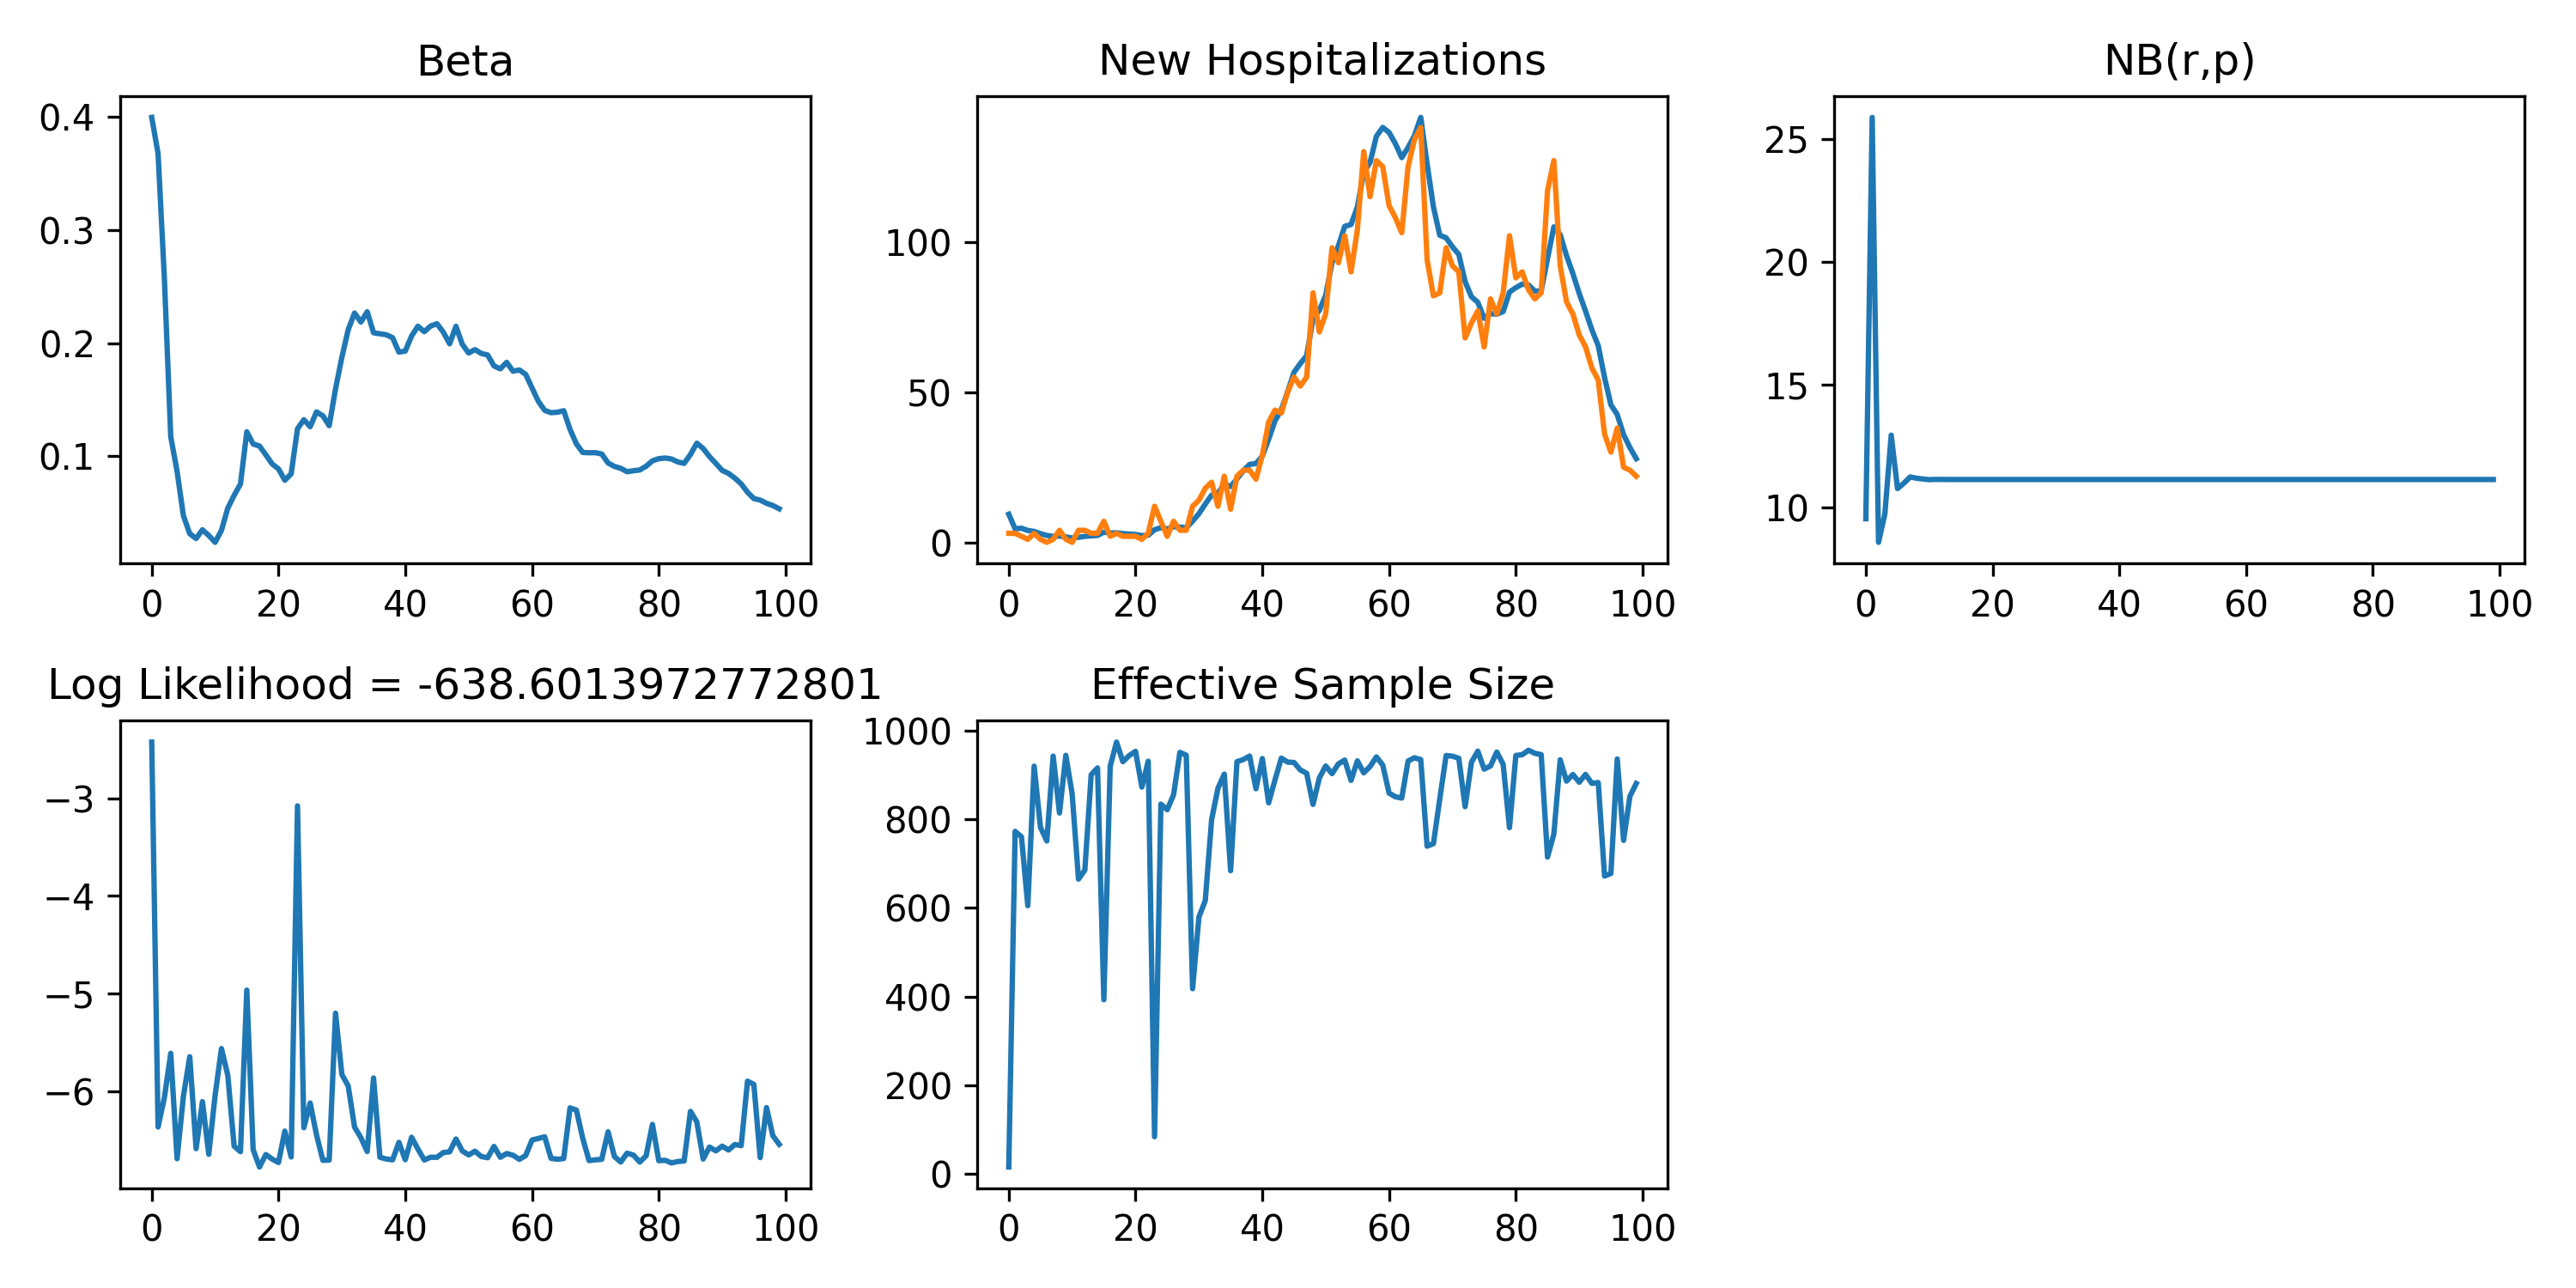 Beta
0.4
0.3
0.2
0.1
0 20 40 60 80 100
New Hospitalizations
100
50
0
0 20 40 60 80 100
NB(r,p)
25
20
15
10
0 20 40 60 80 100
Log Likelihood = -638.6013972772801
−3
−4
−5
−6
0 20 40 60 80 100
Effective Sample Size
1000
800
600
400
200
0
0 20 40 60 80 100